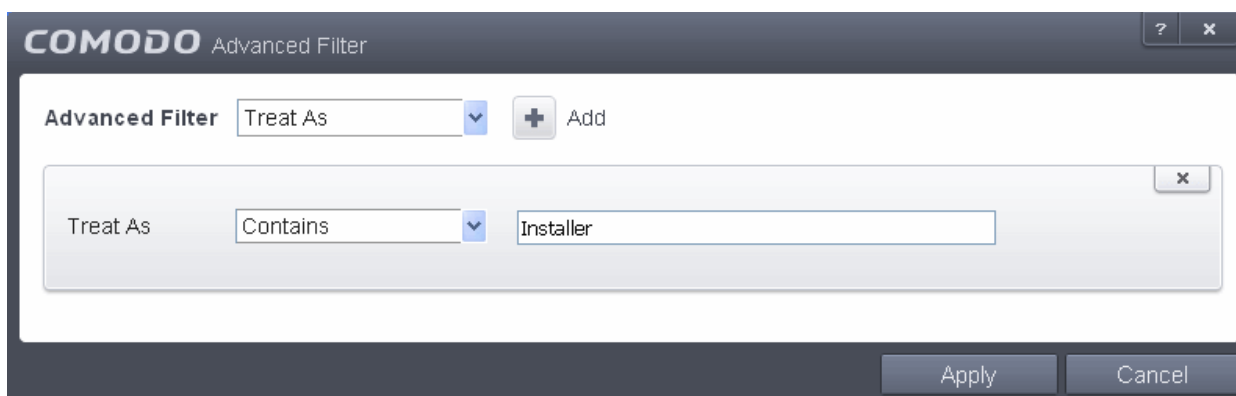 COMODO Advanced Filter ? x
Advanced Filter Treat As + Add
x
Treat As Contains Installer
Apply Cancel